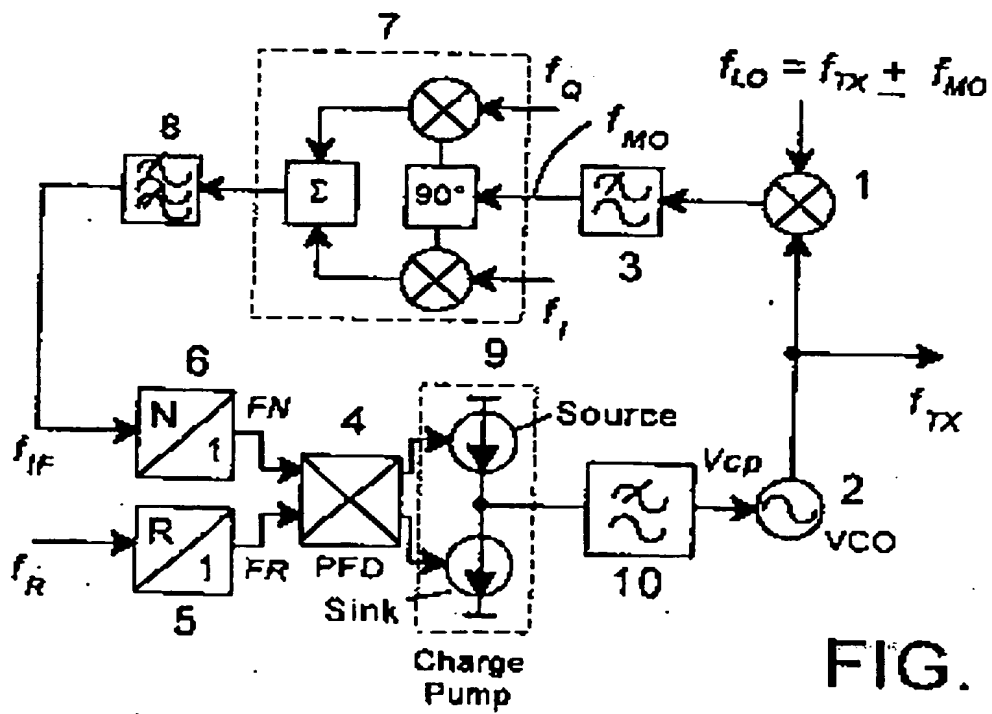 7
f_Q
f_LO = f_TX ± f_MO
f_MO
8
Σ
90°
1
3
f_I
9
6
N
1
FN
4
Source
f_TX
f_IF
Vcp
2
VCO
R
1
FR
PFD
f_R
5
Sink
10
Charge
Pump
FIG.